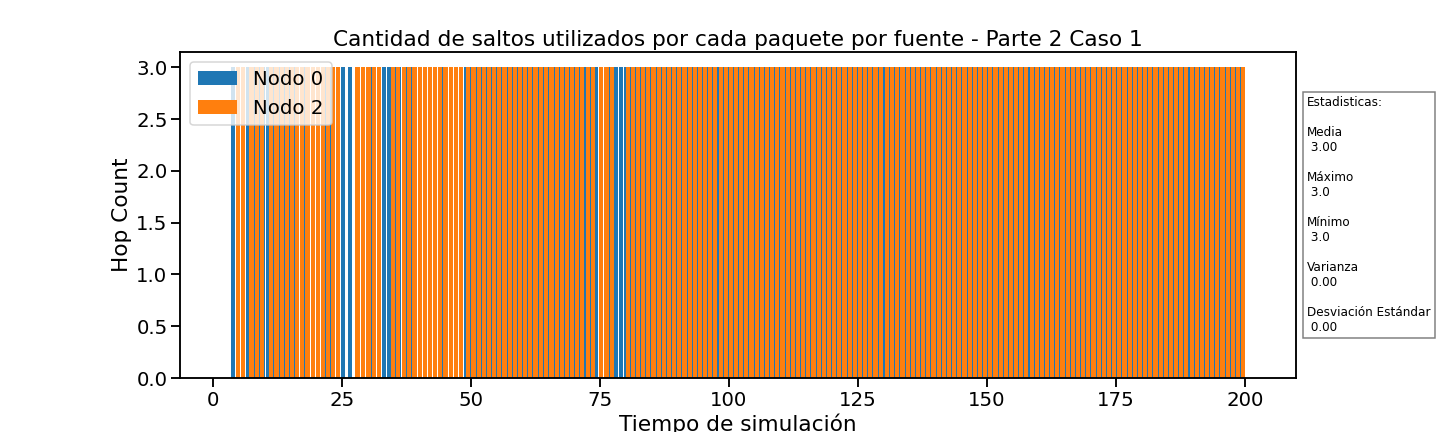 Cantidad de saltos utilizados por cada paquete por fuente - Parte 2 Caso 1
Nodo 0
Nodo 2
Hop Count
3.0
2.5
2.0
1.5
1.0
0.5
0.0
0 25 50 75 100 125 150 175 200
Tiempo de simulación
Estadisticas:
Media
3.00
Máximo
3.0
Mínimo
3.0
Varianza
0.00
Desviación Estándar
0.00